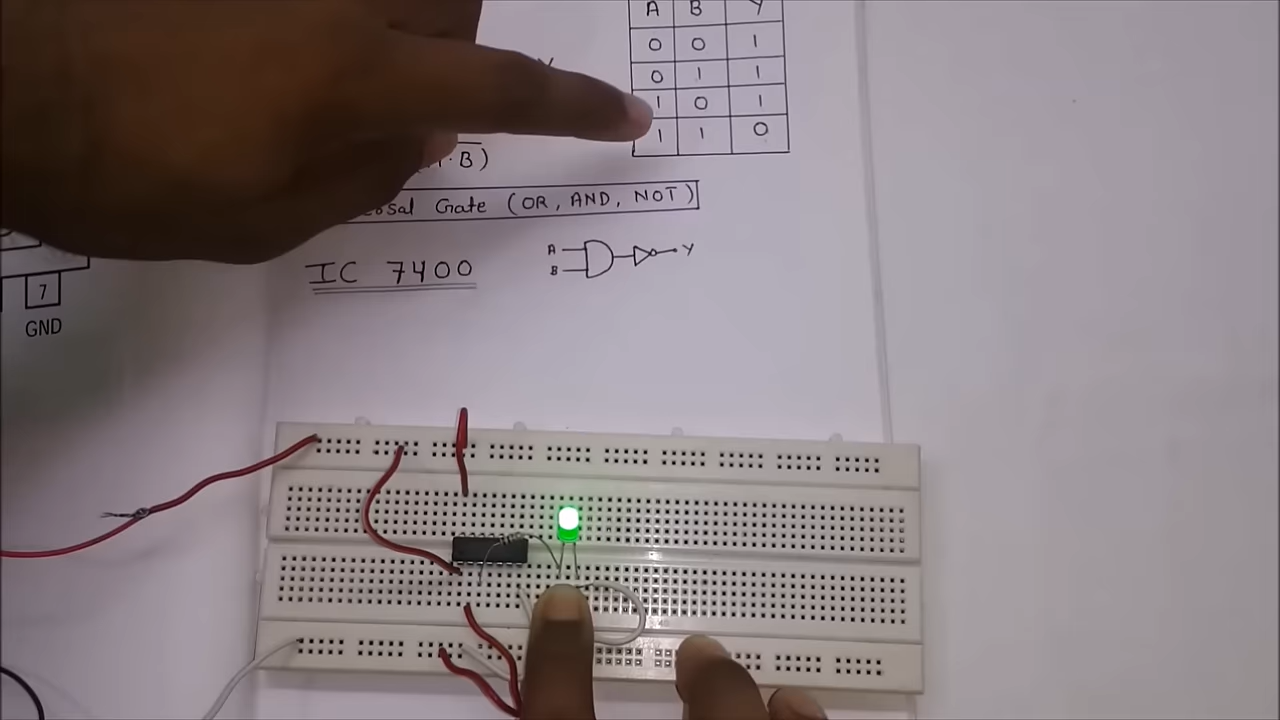 A B Y
0 0 1
0 1 1
1 0 1
1 1 0
Y
B)
Gate (OR, AND, NOT)
A Y
B
IC 7400
7
GND